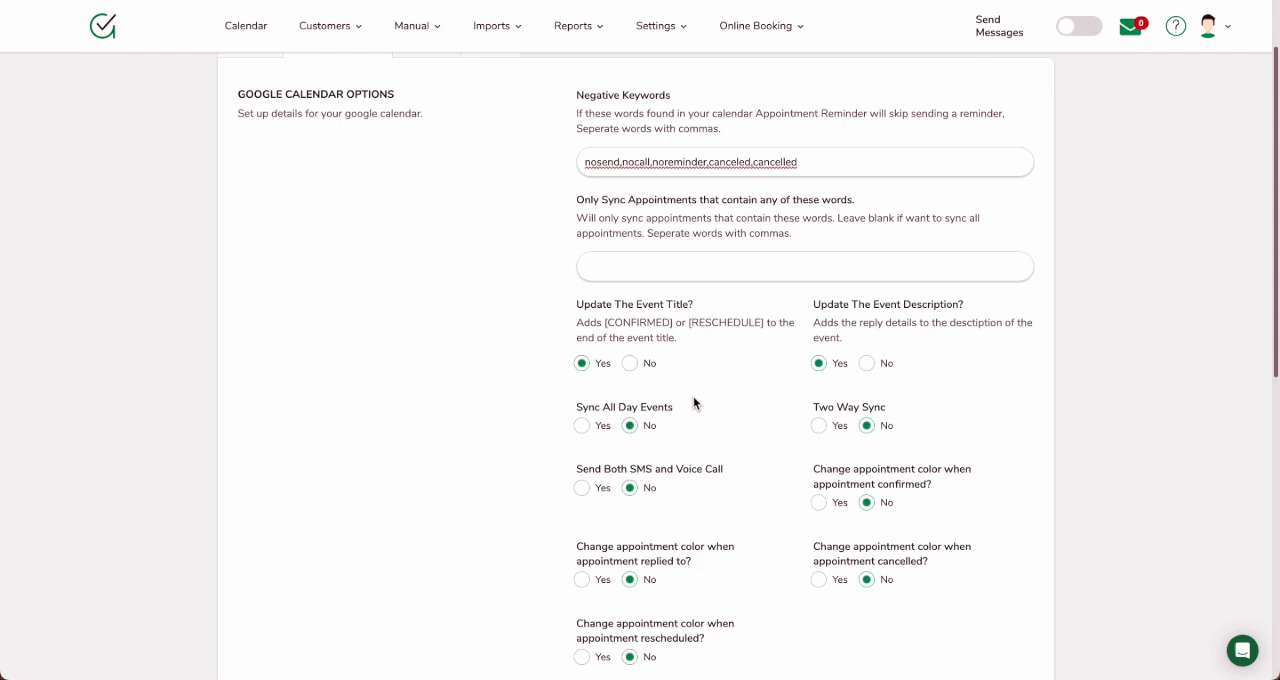 Calendar Customers Manual Imports Reports Settings Online Booking Send Messages 0 ?
GOOGLE CALENDAR OPTIONS
Set up details for your google calendar.
Negative Keywords
If these words found in your calendar Appointment Reminder will skip sending a reminder,
Seperate words with commas.
nosend,nocall,noreminder,canceled,cancelled
Only Sync Appointments that contain any of these words.
Will only sync appointments that contain these words. Leave blank if want to sync all
appointments. Seperate words with commas.
Update The Event Title?
Adds [CONFIRMED] or [RESCHEDULE] to the
end of the event title.
Yes No
Update The Event Description?
Adds the reply details to the desctiption of the
event.
Yes No
Sync All Day Events
Yes No
Two Way Sync
Yes No
Send Both SMS and Voice Call
Yes No
Change appointment color when
appointment confirmed?
Yes No
Change appointment color when
appointment replied to?
Yes No
Change appointment color when
appointment cancelled?
Yes No
Change appointment color when
appointment rescheduled?
Yes No